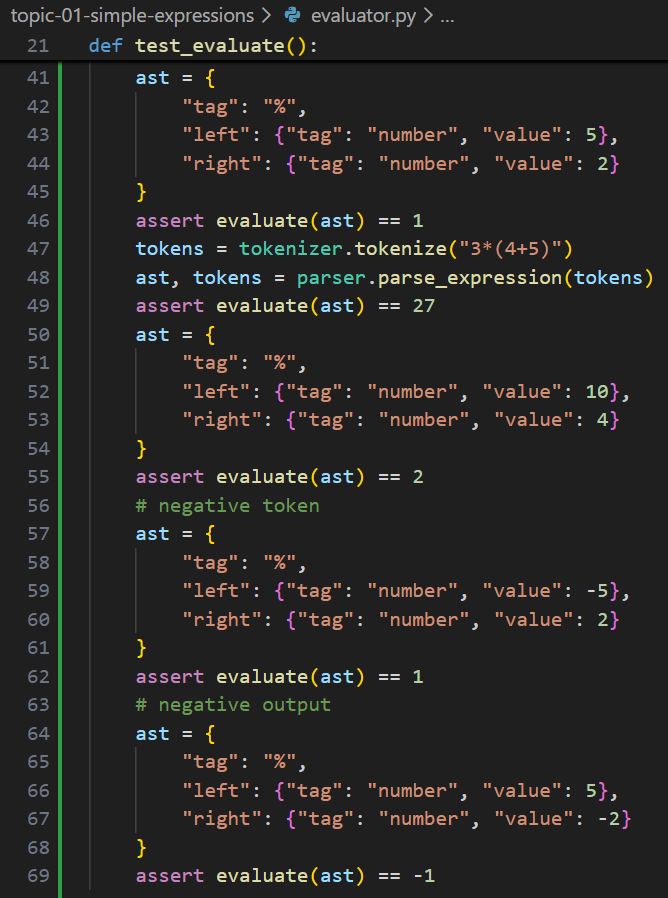 topic-01-simple-expressions > evaluator.py > ...
21 def test_evaluate():
41 ast = {
42 "tag": "%",
43 "left": {"tag": "number", "value": 5},
44 "right": {"tag": "number", "value": 2}
45 }
46 assert evaluate(ast) == 1
47 tokens = tokenizer.tokenize("3*(4+5)")
48 ast, tokens = parser.parse_expression(tokens)
49 assert evaluate(ast) == 27
50 ast = {
51 "tag": "%",
52 "left": {"tag": "number", "value": 10},
53 "right": {"tag": "number", "value": 4}
54 }
55 assert evaluate(ast) == 2
56 # negative token
57 ast = {
58 "tag": "%",
59 "left": {"tag": "number", "value": -5},
60 "right": {"tag": "number", "value": 2}
61 }
62 assert evaluate(ast) == 1
63 # negative output
64 ast = {
65 "tag": "%",
66 "left": {"tag": "number", "value": 5},
67 "right": {"tag": "number", "value": -2}
68 }
69 assert evaluate(ast) == -1